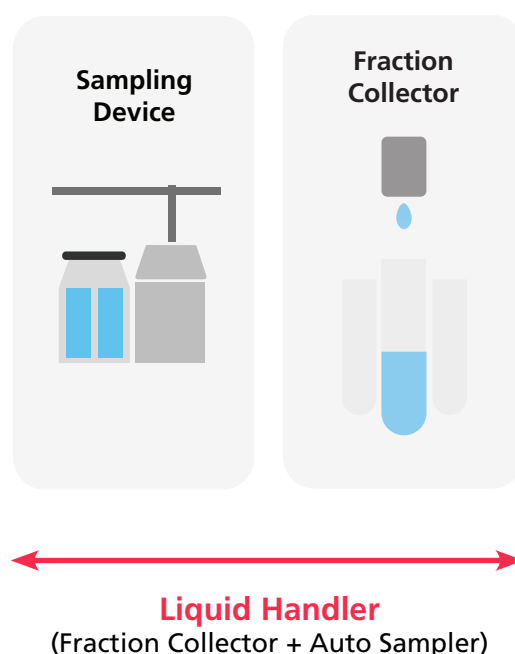 Sampling
Device
Fraction
Collector
Liquid Handler
(Fraction Collector + Auto Sampler)